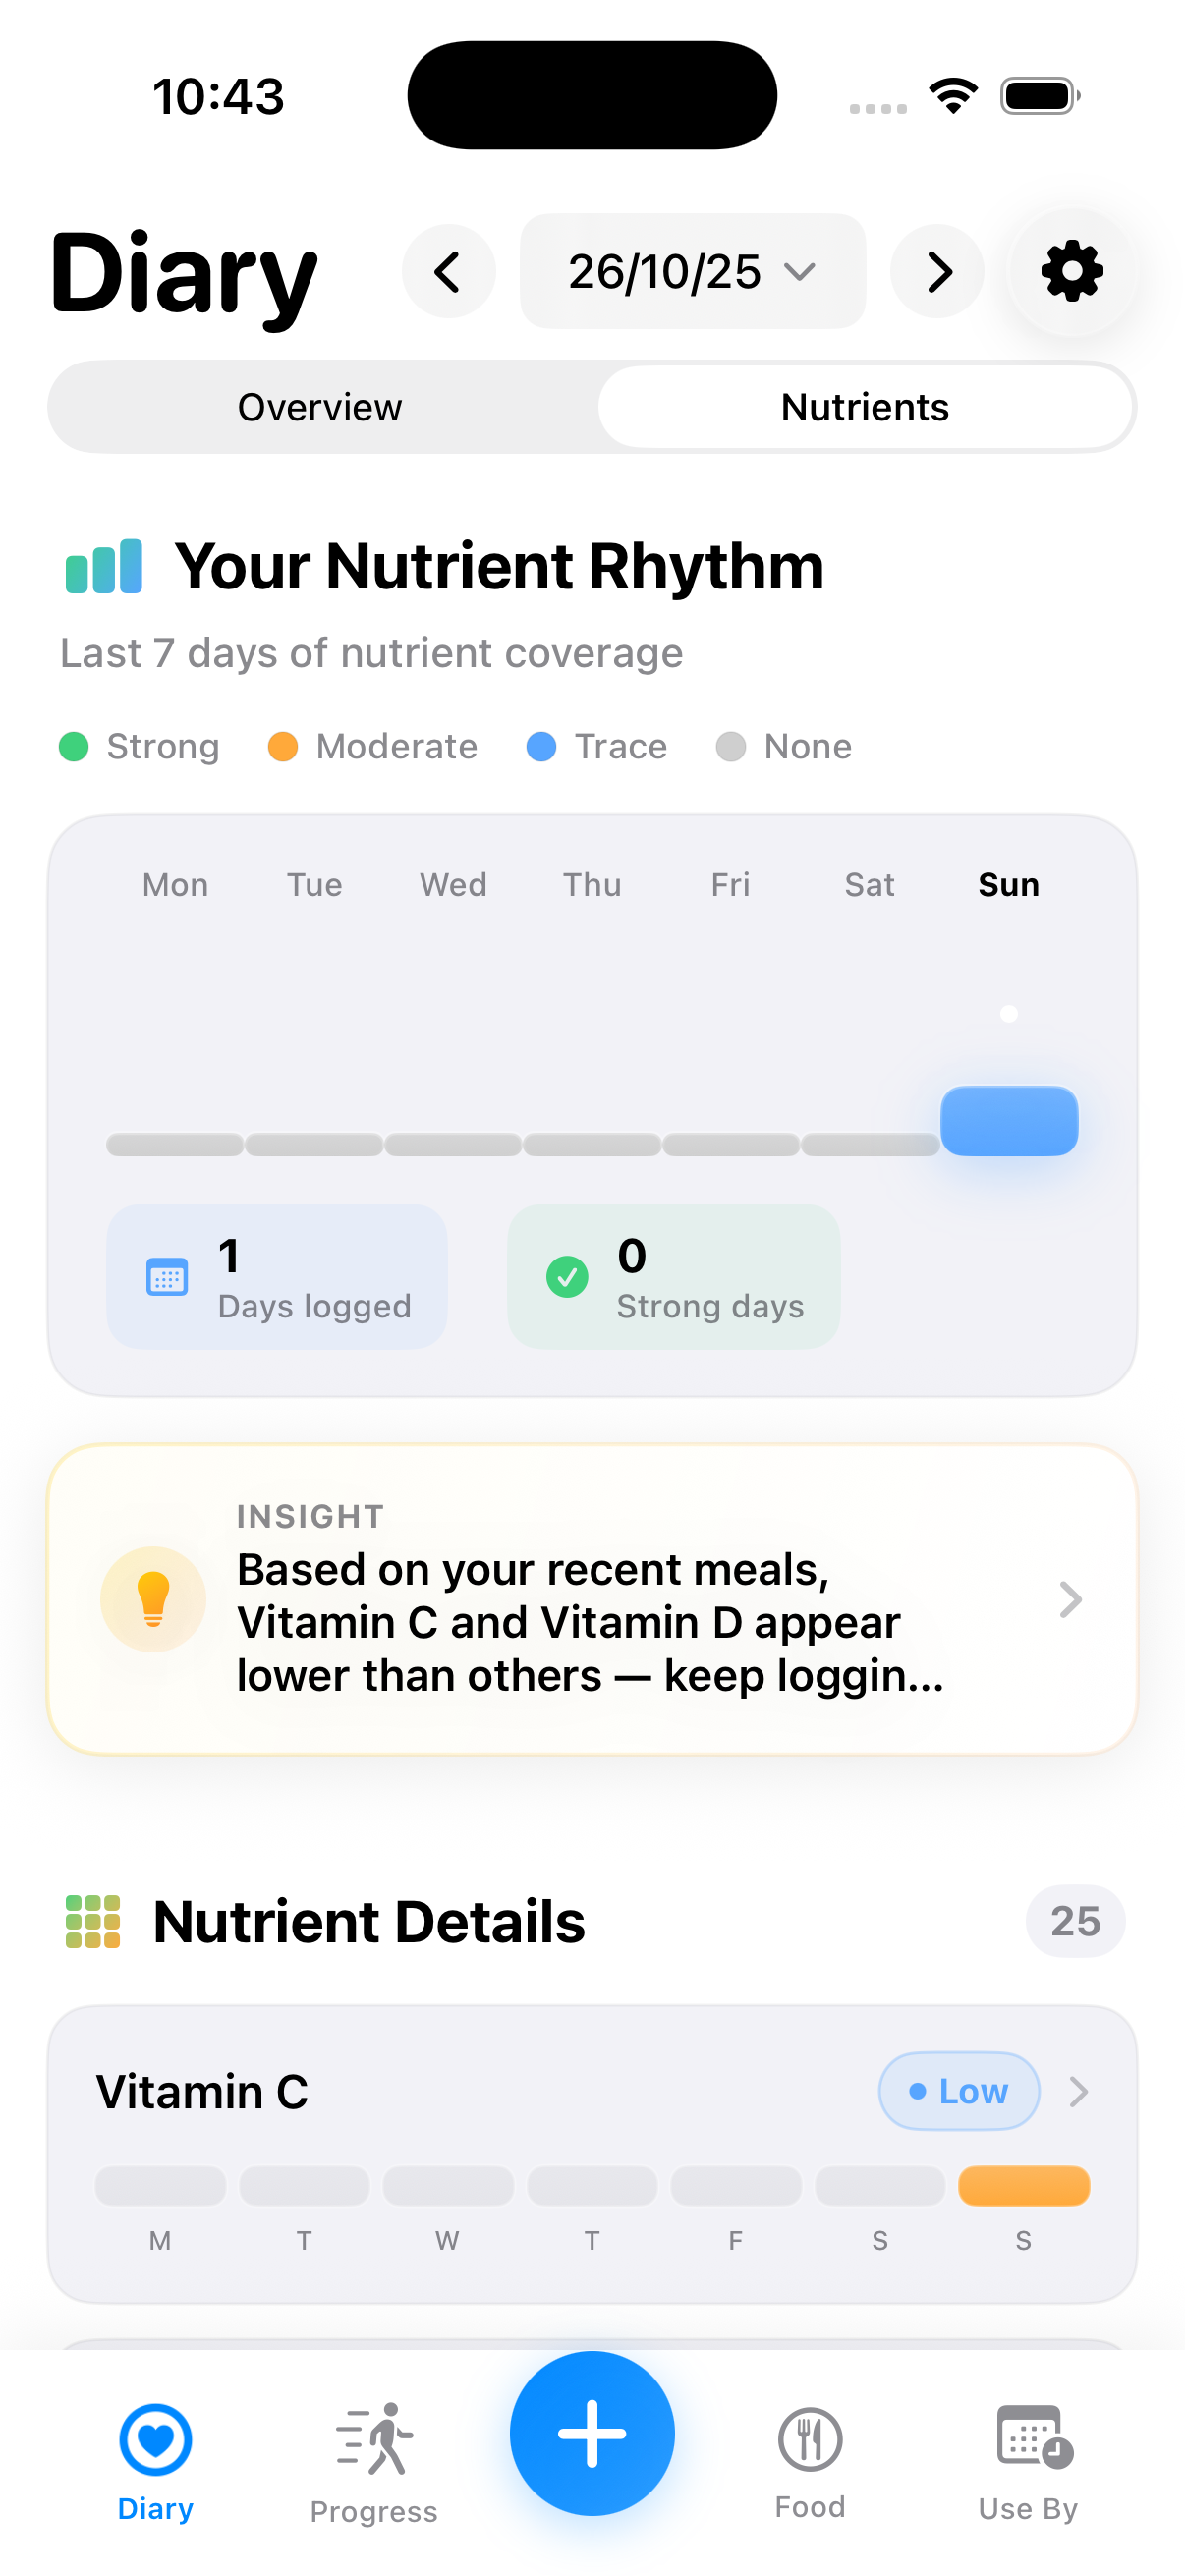 10:43
Diary
26/10/25
Overview
Nutrients
Your Nutrient Rhythm
Last 7 days of nutrient coverage
Strong
Moderate
Trace
None
Mon
Tue
Wed
Thu
Fri
Sat
Sun
1
Days logged
0
Strong days
INSIGHT
Based on your recent meals,
Vitamin C and Vitamin D appear
lower than others — keep loggin...
Nutrient Details
25
Vitamin C
Low
M
T
W
T
F
S
S
Diary
Progress
Food
Use By